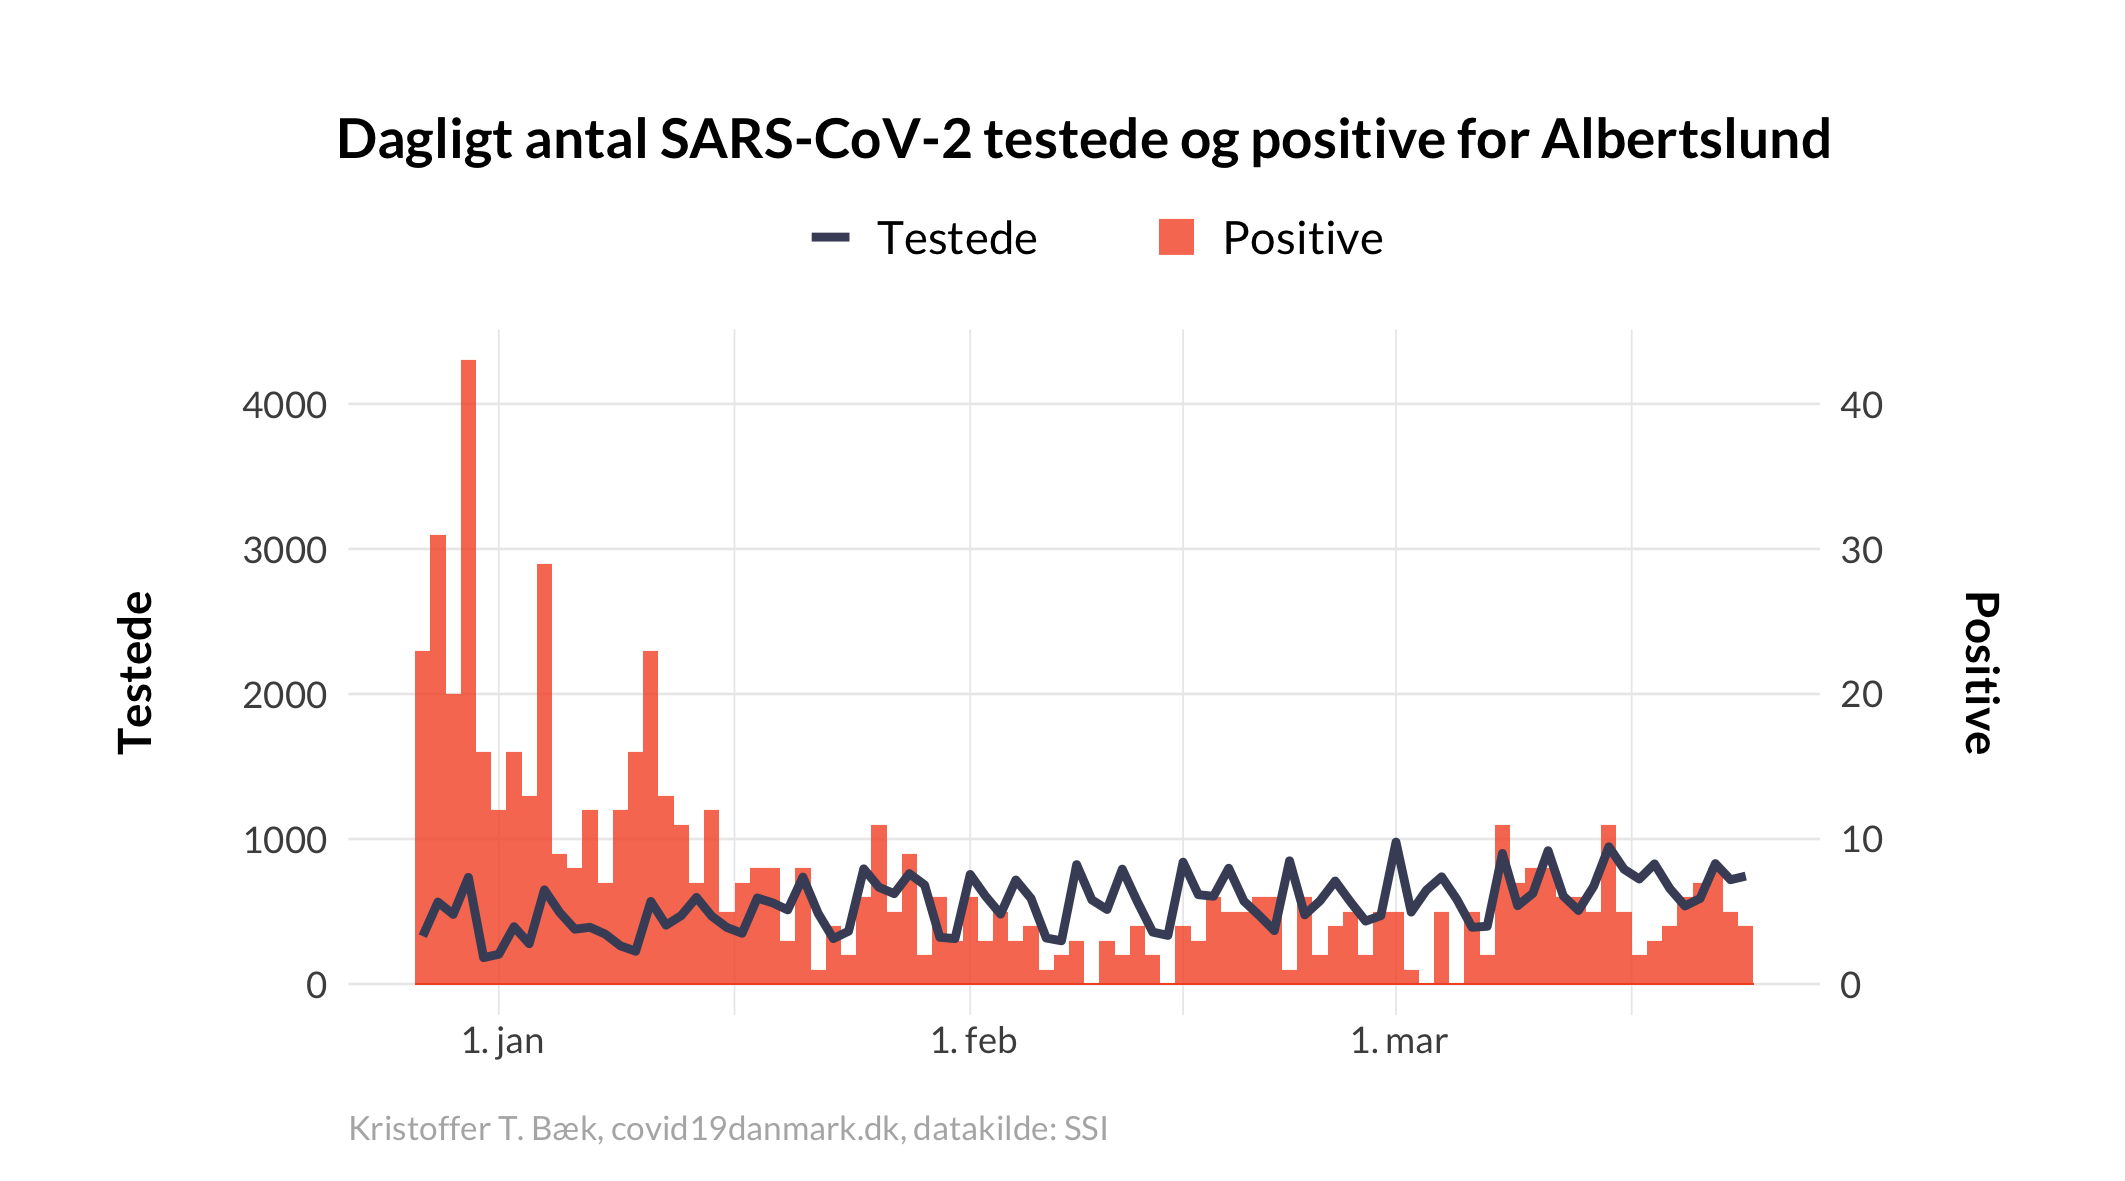 Dagligt antal SARS-CoV-2 testede og positive for Albertslund
Testede Positive
4000 40
3000 30
2000 20
1000 10
0 0
Testede
Positive
1. jan 1. feb 1. mar
Kristoffer T. Bæk, covid19danmark.dk, datakilde: SSI